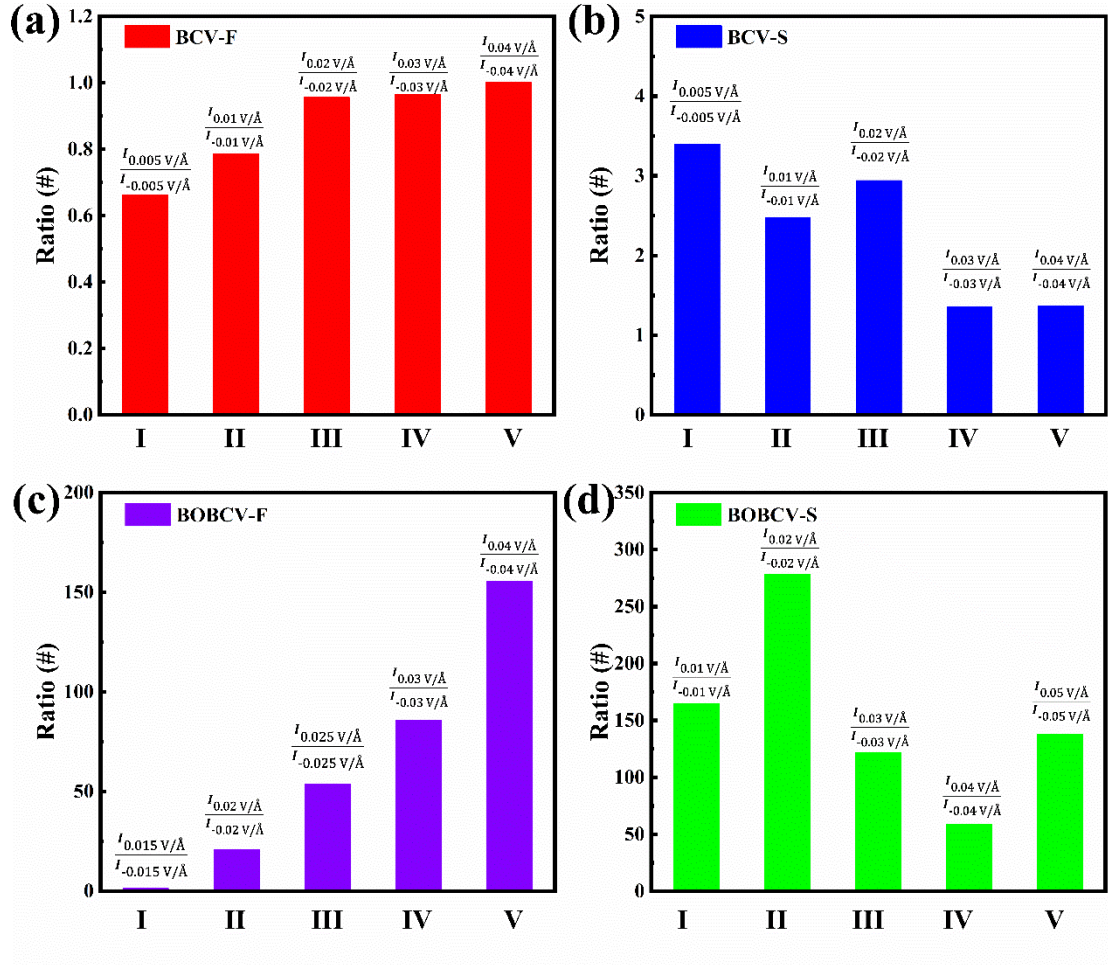 (a)
BCV-F
1.2
1.0
0.8
0.6
0.4
0.2
0.0
Ratio (#)
I0.005 V/Å
I-0.005 V/Å
I0.01 V/Å
I-0.01 V/Å
I0.02 V/Å
I-0.02 V/Å
I0.03 V/Å
I-0.03 V/Å
I0.04 V/Å
I-0.04 V/Å
I II III IV V
(b)
BCV-S
5
4
3
2
1
0
Ratio (#)
I0.005 V/Å
I-0.005 V/Å
I0.01 V/Å
I-0.01 V/Å
I0.02 V/Å
I-0.02 V/Å
I0.03 V/Å
I-0.03 V/Å
I0.04 V/Å
I-0.04 V/Å
I II III IV V
(c)
BOBCV-F
200
150
100
50
0
Ratio (#)
I0.015 V/Å
I-0.015 V/Å
I0.02 V/Å
I-0.02 V/Å
I0.025 V/Å
I-0.025 V/Å
I0.03 V/Å
I-0.03 V/Å
I0.04 V/Å
I-0.04 V/Å
I II III IV V
(d)
BOBCV-S
350
300
250
200
150
100
50
0
Ratio (#)
I0.01 V/Å
I-0.01 V/Å
I0.02 V/Å
I-0.02 V/Å
I0.03 V/Å
I-0.03 V/Å
I0.04 V/Å
I-0.04 V/Å
I0.05 V/Å
I-0.05 V/Å
I II III IV V